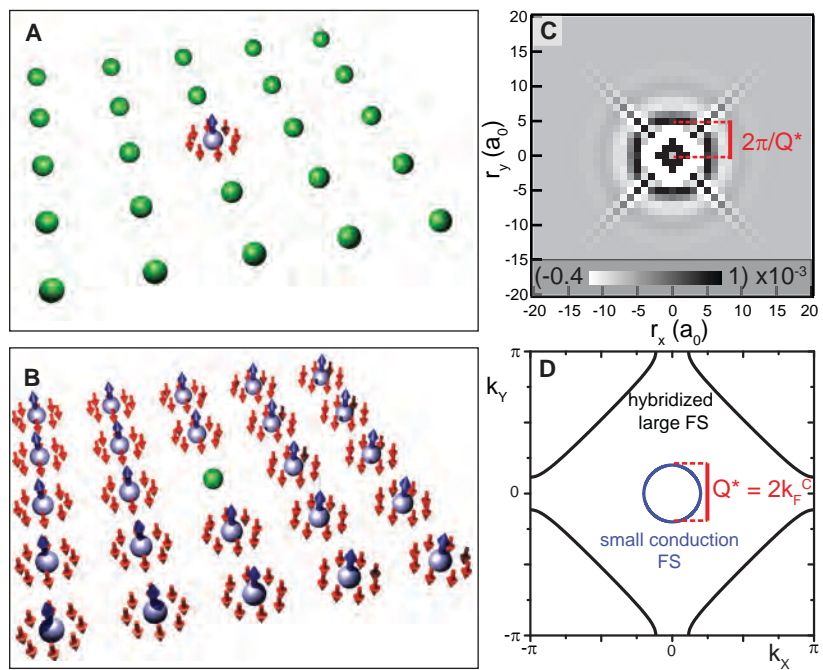 A
B
C
20
15
10
5
0
-5
-10
-15
-20
r_y (a_0)
2π/Q*
(-0.4 1) x10^-3
-20 -15 -10 -5 0 5 10 15 20
r_x (a_0)
D
π
k_Y
0
-π
hybridized
large FS
Q* = 2k_F^C
small conduction
FS
-π 0 π
k_X